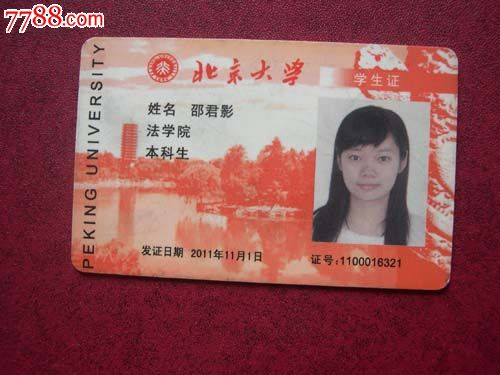 7788.com
PEKING UNIVERSITY
北京大学
学生证
姓名 邵君影
法学院
本科生
发证日期 2011年11月1日
证号:1100016321